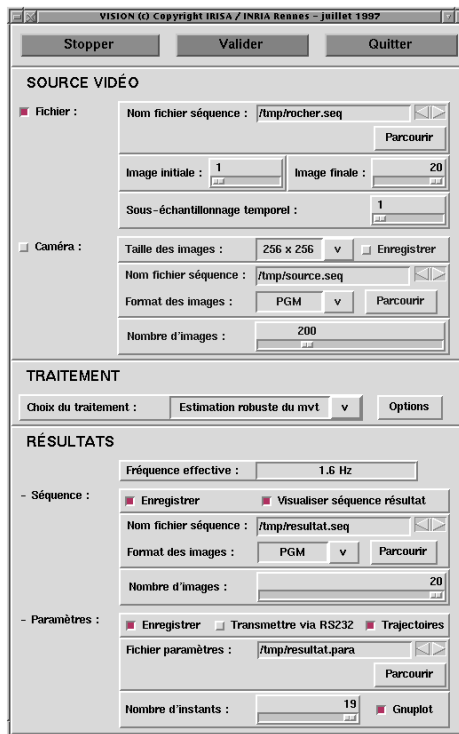 VISION (c) Copyright IRISA / INRIA Rennes - juillet 1997
Stopper Valider Quitter
SOURCE VIDÉO
Fichier : Nom fichier séquence : /tmp/rocher.seq
Parcourir
Image initiale : 1 Image finale : 20
Sous-échantillonnage temporel : 1
Caméra : Taille des images : 256 x 256 v Enregistrer
Nom fichier séquence : /tmp/source.seq
Format des images : PGM v Parcourir
Nombre d'images : 200
TRAITEMENT
Choix du traitement : Estimation robuste du mvt v Options
RÉSULTATS
Fréquence effective : 1.6 Hz
- Séquence : Enregistrer Visualiser séquence résultat
Nom fichier séquence : /tmp/resultat.seq
Format des images : PGM v Parcourir
Nombre d'images : 20
- Paramètres : Enregistrer Transmettre via RS232 Trajectoires
Fichier paramètres : /tmp/resultat.para
Parcourir
Nombre d'instants : 19 Gnuplot